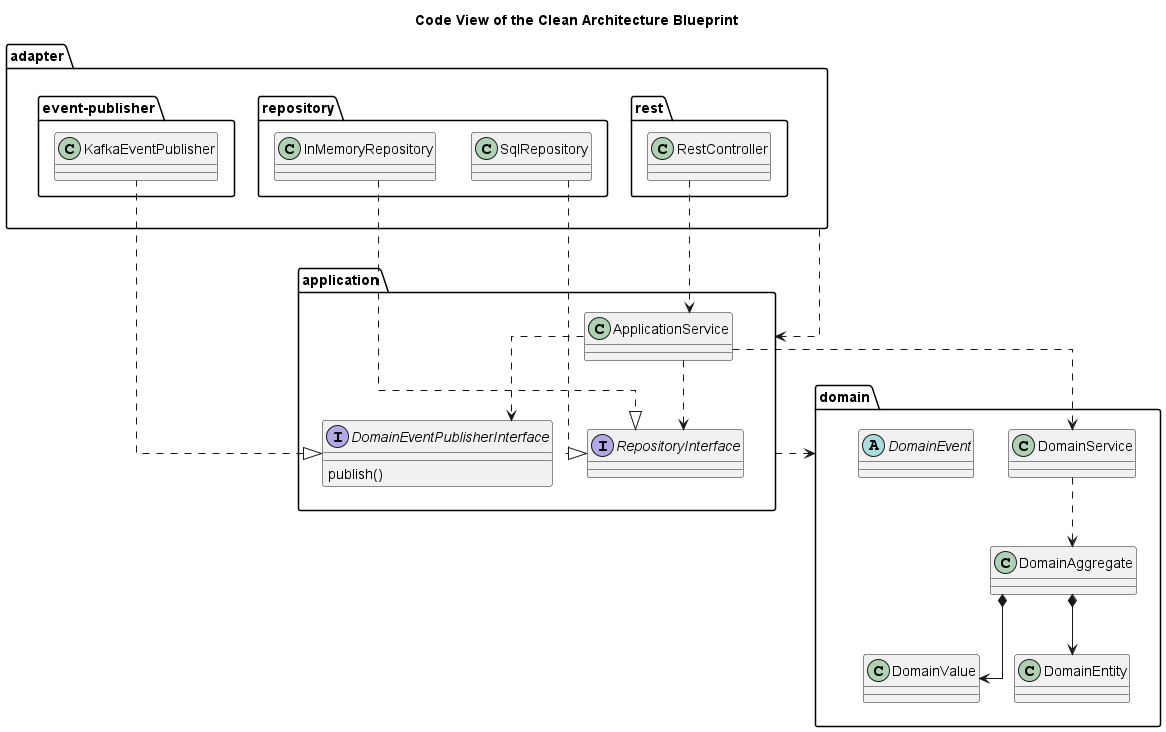 Code View of the Clean Architecture Blueprint
adapter
event-publisher
repository
rest
C KafkaEventPublisher
C InMemoryRepository
C SqlRepository
C RestController
application
C ApplicationService
domain
I DomainEventPublisherInterface
publish()
I RepositoryInterface
A DomainEvent
C DomainService
C DomainAggregate
C DomainValue
C DomainEntity